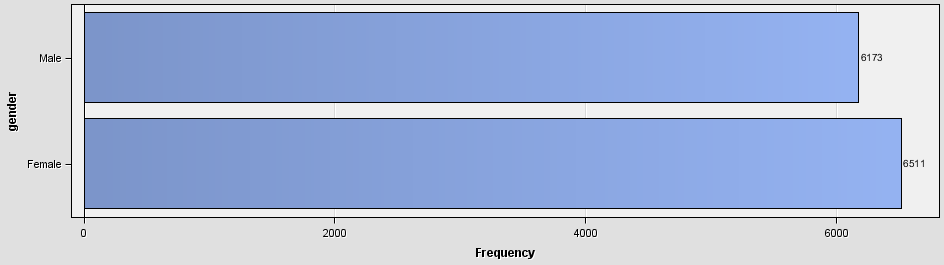 gender
Male
6173
Female
6511
0 2000 4000 6000
Frequency